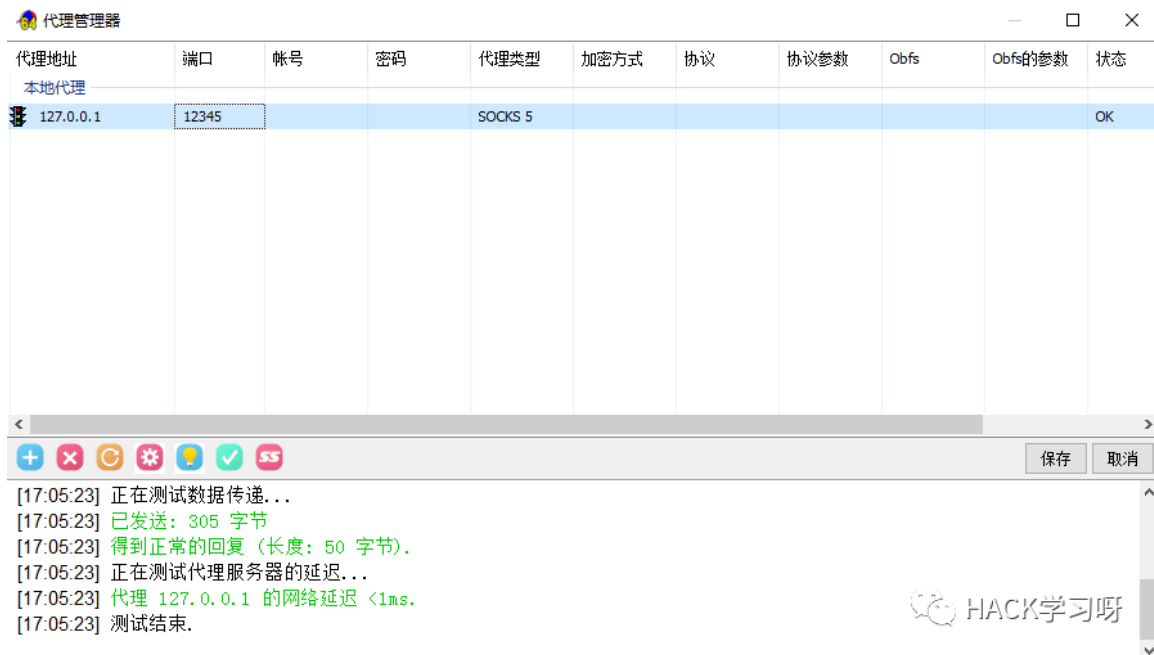 代理管理器
代理地址 端口 帐号 密码 代理类型 加密方式 协议 协议参数 Obfs Obfs的参数 状态
本地代理
127.0.0.1 12345 SOCKS 5 OK
SS 保存 取消
[17:05:23] 正在测试数据传递...
[17:05:23] 已发送: 305 字节
[17:05:23] 得到正常的回复 (长度: 50 字节).
[17:05:23] 正在测试代理服务器的延迟...
[17:05:23] 代理 127.0.0.1 的网络延迟 <1ms.
[17:05:23] 测试结束.
HACK学习呀